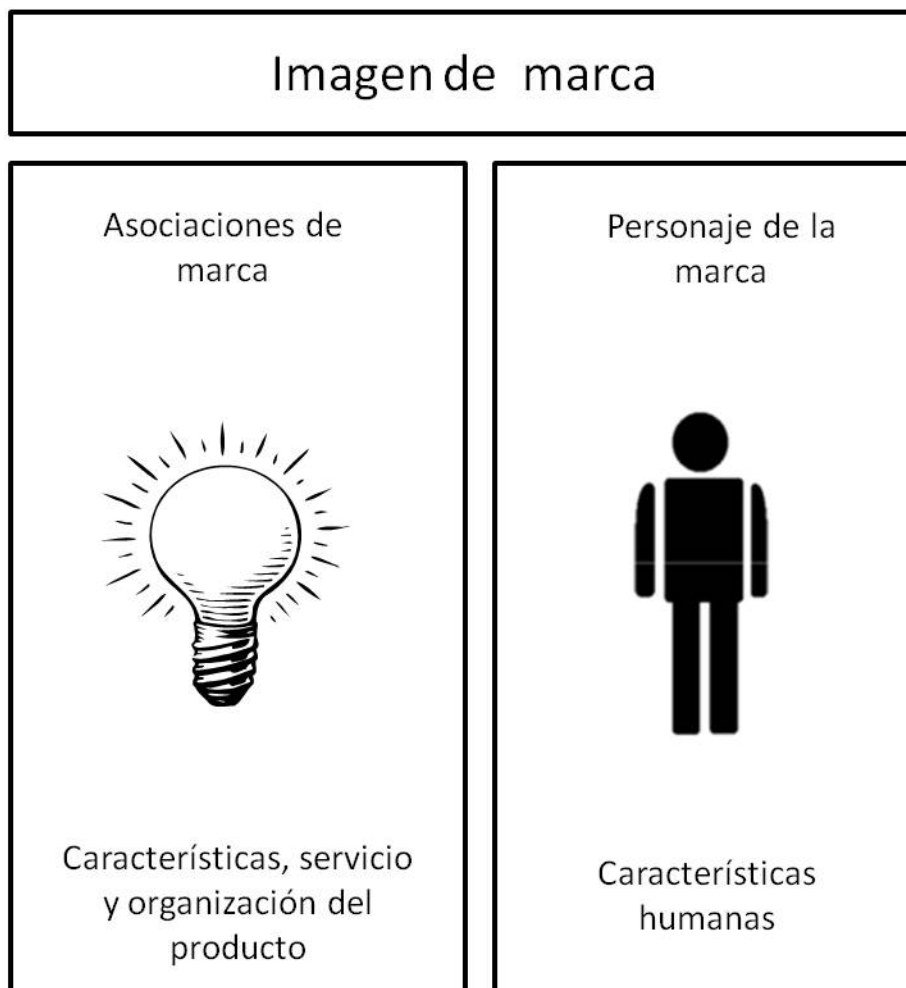 Imagen de marca
Asociaciones de
marca
Personaje de la
marca
Características, servicio
y organización del
producto
Características
humanas